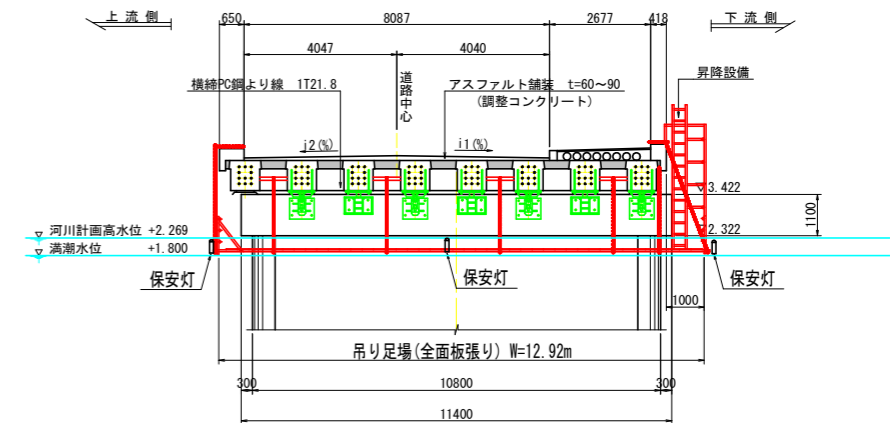 上 流 側
650
8087
2677
418
下 流 側
4047
4040
昇降設備
横締PC鋼より線 1T21.8
道路中心
アスファルト舗装 t=60〜90
(調整コンクリート)
j2(%)
i1(%)
3.422
1100
河川計画高水位 +2.269
2.322
満潮水位 +1.800
保安灯
保安灯
保安灯
1000
吊り足場(全面板張り) W=12.92m
300
10800
300
11400